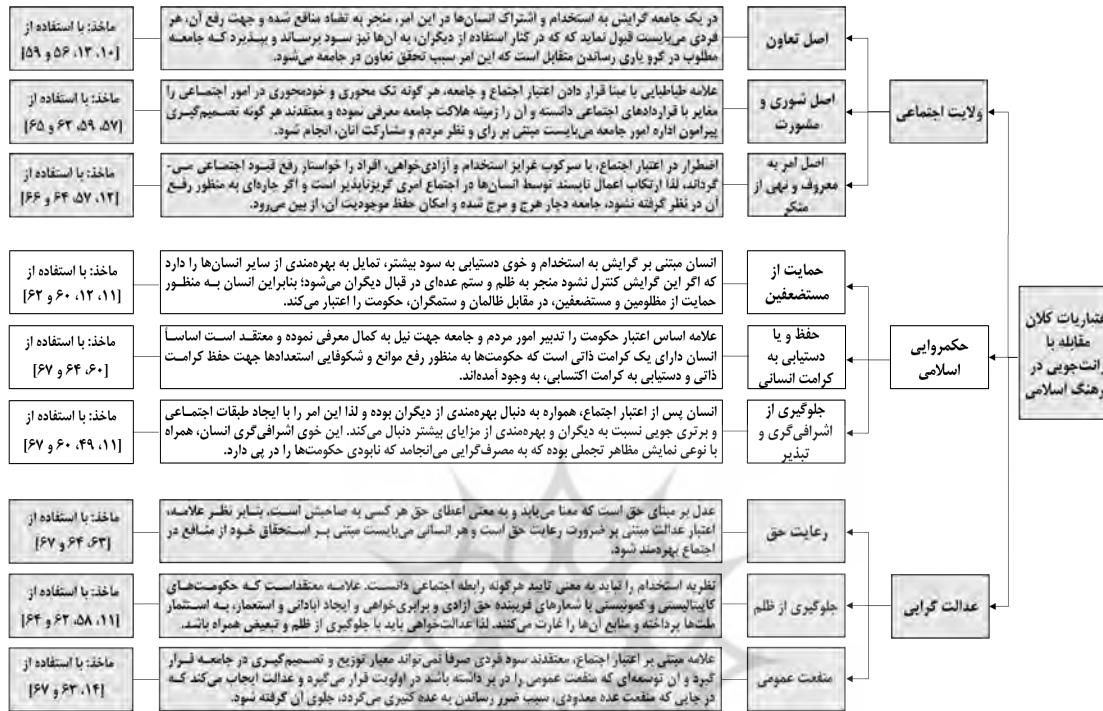 اعتباریات کلان
مقابله با
رانت‌جویی در
فرهنگ اسلامی
ولایت اجتماعی
اصل تعاون
در یک جامعه گرایش به استخدام و اشتراک انسان‌ها در این امر، منجر به تضاد منافع شده و جهت رفع آن، هر
فردی می‌بایست قبول نماید که که در کنار استفاده از دیگران، به آن‌ها نیز سود برساند و بپذیرد که جامعه
مطلوب در گرو یاری رساندن متقابل است که این امر سبب تحقق تعاون در جامعه می‌شود.
ماخذ: با استفاده از
[۱۰، ۱۳، ۵۶ و ۵۹]
اصل شوری و
مشورت
علامه طباطبایی با مبنا قرار دادن اعتبار اجتماع و جامعه، هر گونه تک محوری و خودمحوری در امور اجتماعی را
مغایر با قراردادهای اجتماعی دانسته و آن را زمینه هلاکت جامعه معرفی نموده و معتقدند هر گونه تصمیم‌گیری
پیرامون اداره امور جامعه می‌بایست مبتنی بر رای و نظر مردم و مشارکت آنان، انجام شود.
ماخذ: با استفاده از
[۵۷، ۵۹، ۶۲ و ۶۵]
اصل امر به
معروف و نهی از
منکر
اضطرار در اعتبار اجتماع، با سرکوب غرایز استخدام و آزادی‌خواهی، افراد را خواستار رفع قیود اجتماعی می-
گرداند، لذا ارتکاب اعمال ناپسند توسط انسان‌ها در اجتماع امری گریزناپذیر است و اگر چاره‌ای به منظور رفع
آن در نظر گرفته نشود، جامعه دچار هرج و مرج شده و امکان حفظ موجودیت آن، از بین می‌رود.
ماخذ: با استفاده از
[۱۲، ۵۷، ۶۴ و ۶۶]
حکمروایی
اسلامی
حمایت از
مستضعفین
انسان مبتنی بر گرایش به استخدام و خوی دستیابی به سود بیشتر، تمایل به بهره‌مندی از سایر انسان‌ها را دارد
که اگر این گرایش کنترل نشود منجر به ظلم و ستم عده‌ای در قبال دیگران می‌شود؛ بنابراین انسان به منظور
حمایت از مظلومین و مستضعفین، در مقابل ظالمان و ستمگران، حکومت را اعتبار می‌کند.
ماخذ: با استفاده از
[۱۱، ۱۲، ۶۰ و ۶۲]
حفظ و یا
دستیابی به
کرامت انسانی
علامه اساس اعتبار حکومت را تدبیر امور مردم و جامعه جهت نیل به کمال معرفی نموده و معتقد است اساساً
انسان دارای یک کرامت ذاتی است که حکومت‌ها به منظور رفع موانع و شکوفایی استعدادها جهت حفظ کرامت
ذاتی و دستیابی به کرامت اکتسابی، به وجود آمده‌اند.
ماخذ: با استفاده از
[۶۰، ۶۴ و ۶۷]
جلوگیری از
اشرافی‌گری و
تبذیر
انسان پس از اعتبار اجتماع، همواره به دنبال بهره‌مندی از دیگران بوده و لذا این امر را با ایجاد طبقات اجتماعی
و برتری جویی نسبت به دیگران و بهره‌مندی از مزایای بیشتر دنبال می‌کند. این خوی اشرافی‌گری انسان، همراه
با نوعی نمایش مظاهر تجملی بوده که به مصرف‌گرایی می‌انجامد که نابودی حکومت‌ها را در پی دارد.
ماخذ: با استفاده از
[۱۱، ۴۹، ۶۰ و ۶۷]
عدالت گرایی
رعایت حق
عدل بر مبنای حق است که معنا می‌یابد و به معنی اعطای حق هر کسی به صاحبش است. بنابر نظر علامه،
اعتبار عدالت مبتنی بر ضرورت رعایت حق است و هر انسانی می‌بایست مبتنی بر استحقاق خود از منافع در
اجتماع بهره‌مند شود.
ماخذ: با استفاده از
[۶۳، ۶۴ و ۶۷]
جلوگیری از ظلم
نظریه استخدام را نباید به معنی تایید هرگونه رابطه اجتماعی دانست. علامه معتقداست که حکومت‌های
کاپیتالیستی و کمونیستی با شعارهای فریبنده حق آزادی و برابری‌خواهی و ایجاد آبادانی و استعمار، به استثمار
ملت‌ها پرداخته و منابع آن‌ها را غارت می‌کنند. لذا عدالت‌خواهی باید با جلوگیری از ظلم و تبعیض همراه باشد.
ماخذ: با استفاده از
[۱۱، ۵۸، ۶۲ و ۶۴]
منفعت عمومی
علامه مبتنی بر اعتبار اجتماع، معتقدند سود فردی صرفا نمی‌تواند معیار توزیع و تصمیم‌گیری در جامعه قرار
گیرد و آن توسعه‌ای که منفعت عمومی را در بر داشته باشد در اولویت قرار می‌گیرد و عدالت ایجاب می‌کند که
در جایی که منفعت عده معدودی، سبب ضرر رساندن به عده کثیری می‌گردد، جلوی آن گرفته شود.
ماخذ: با استفاده از
[۱۴، ۶۳ و ۶۷]